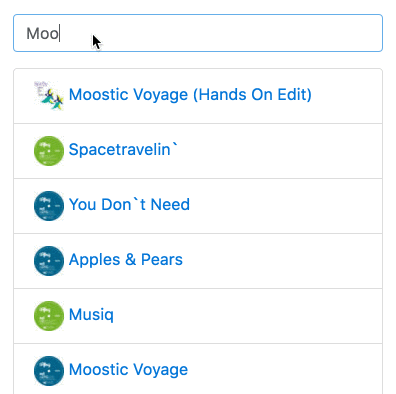 Moo
Moostic Voyage (Hands On Edit)
Spacetravelin`
You Don`t Need
Apples & Pears
Musiq
Moostic Voyage